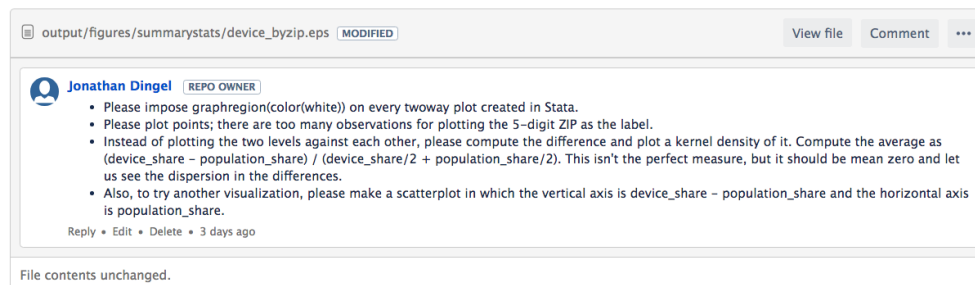 output/figures/summarystats/device_byzip.eps MODIFIED View file Comment ...
Jonathan Dingel REPO OWNER
• Please impose graphregion(color(white)) on every twoway plot created in Stata.
• Please plot points; there are too many observations for plotting the 5-digit ZIP as the label.
• Instead of plotting the two levels against each other, please compute the difference and plot a kernel density of it. Compute the average as
(device_share - population_share) / (device_share/2 + population_share/2). This isn't the perfect measure, but it should be mean zero and let
us see the dispersion in the differences.
• Also, to try another visualization, please make a scatterplot in which the vertical axis is device_share - population_share and the horizontal axis
is population_share.
Reply • Edit • Delete • 3 days ago
File contents unchanged.